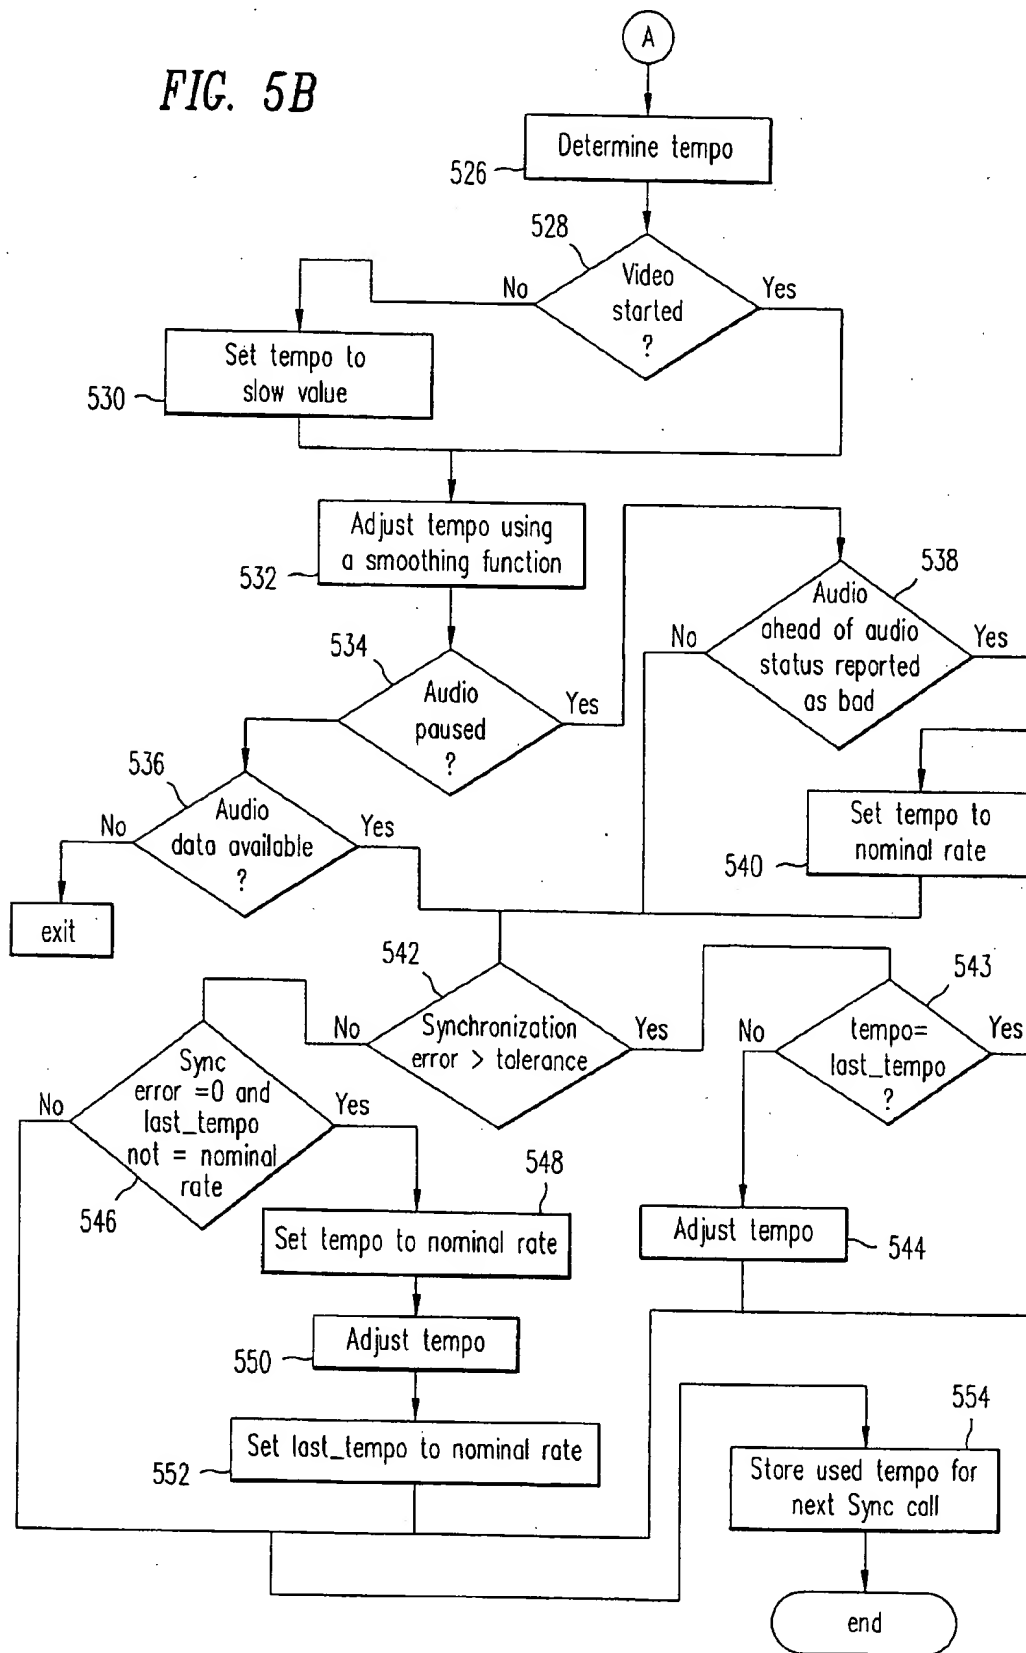 A
FIG. 5B
Determine tempo
526
528
Video
started
?
No
Yes
Set tempo to
slow value
530
Adjust tempo using
a smoothing function
532
538
Audio
ahead of audio
status reported
as bad
No
Yes
534
Audio
paused
?
Yes
536
Audio
data available
?
No
Yes
Set tempo to
nominal rate
540
exit
542
Synchronization
error > tolerance
No
Yes
543
tempo=
last_tempo
?
No
Yes
Sync
error =0 and
last_tempo
not = nominal
rate
No
Yes
546
548
Set tempo to nominal rate
Adjust tempo
544
Adjust tempo
550
Set last_tempo to nominal rate
552
554
Store used tempo for
next Sync call
end